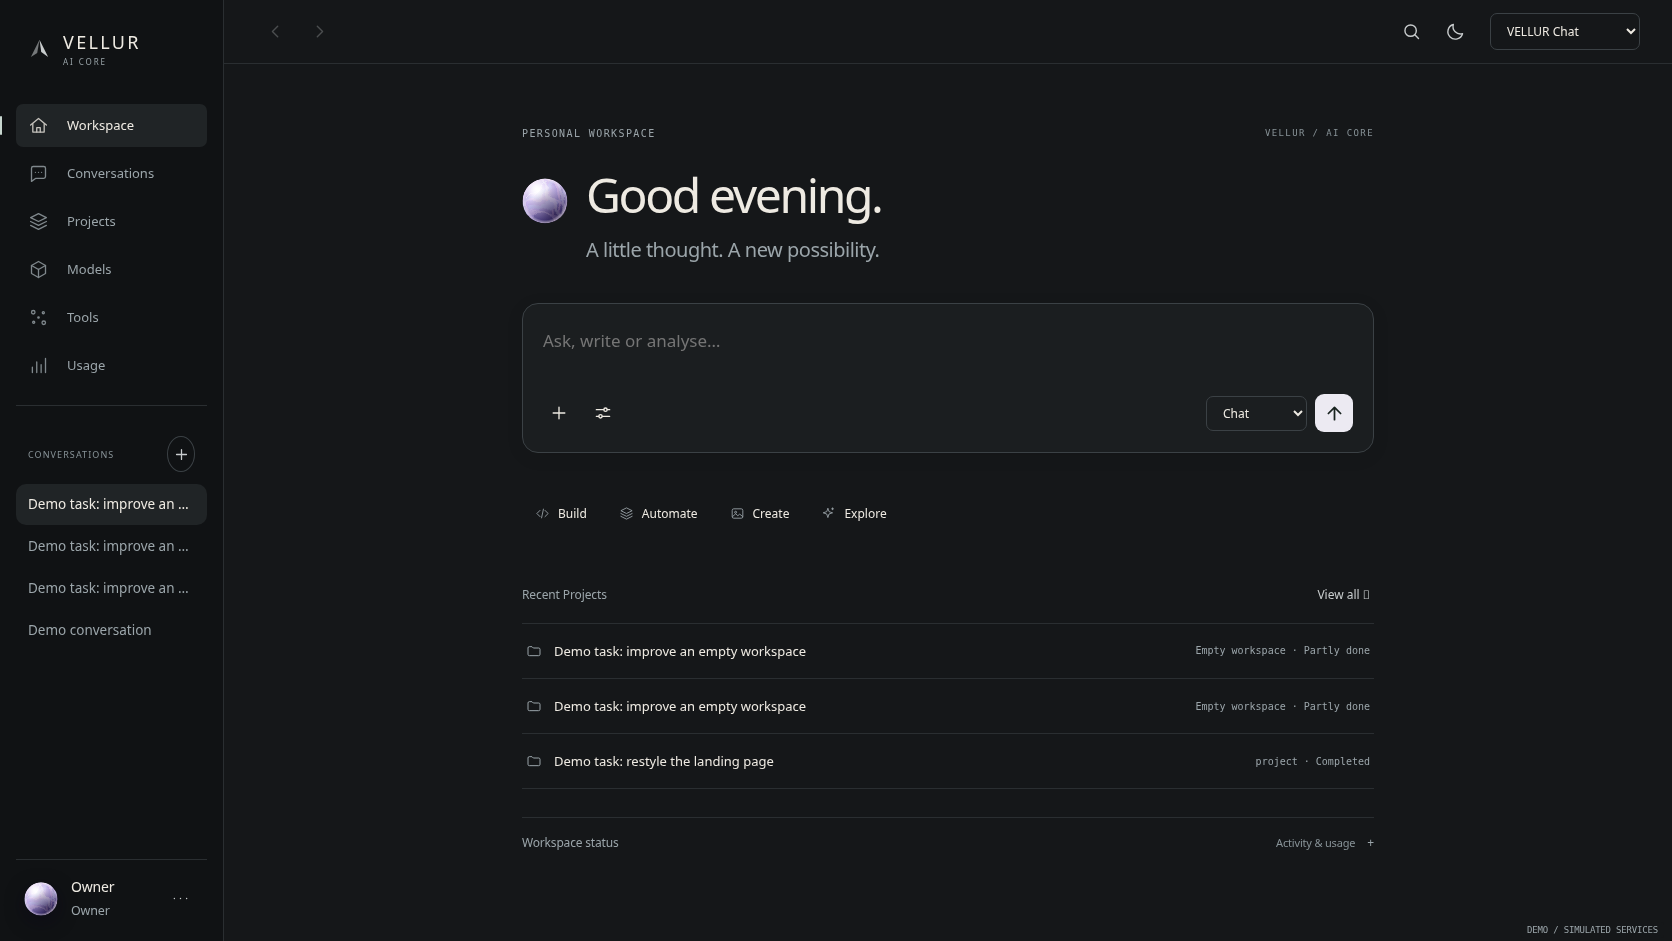 VELLUR
AI CORE
Workspace
Conversations
Projects
Models
Tools
Usage
CONVERSATIONS
Demo task: improve an ...
Demo task: improve an ...
Demo task: improve an ...
Demo conversation
Owner
Owner
VELLUR Chat
PERSONAL WORKSPACE
VELLUR / AI CORE
Good evening.
A little thought. A new possibility.
Ask, write or analyse...
Chat
Build
Automate
Create
Explore
Recent Projects
View all
Demo task: improve an empty workspace
Empty workspace · Partly done
Demo task: improve an empty workspace
Empty workspace · Partly done
Demo task: restyle the landing page
project · Completed
Workspace status
Activity & usage +
DEMO / SIMULATED SERVICES